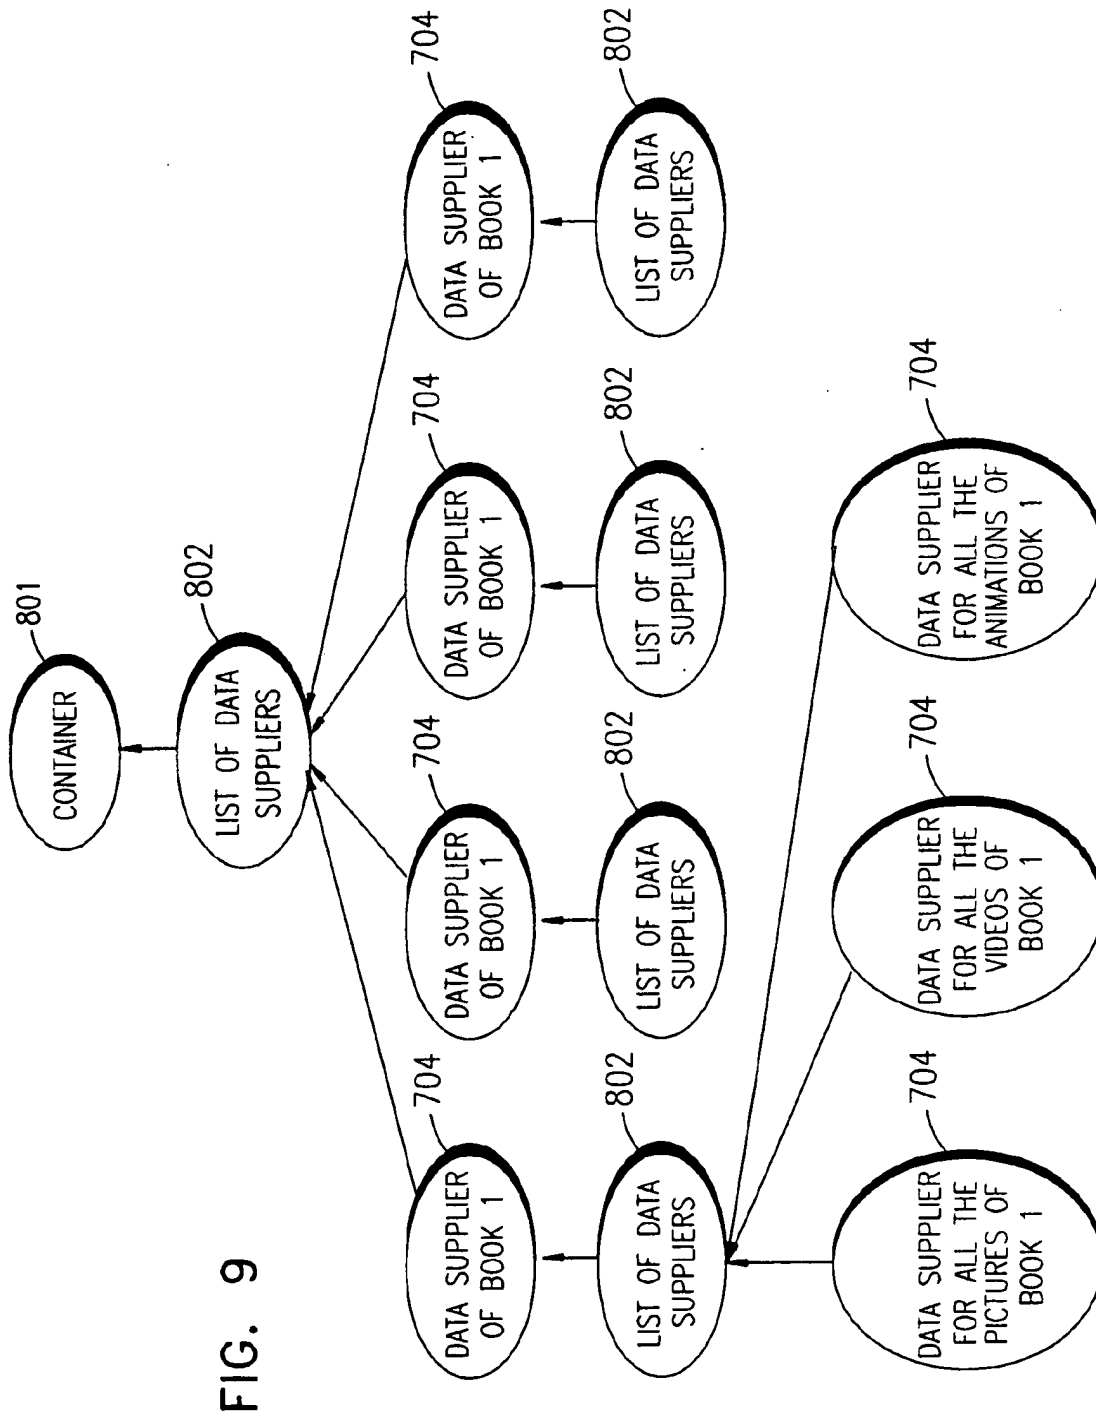 FIG. 9
CONTAINER
801
LIST OF DATA
SUPPLIERS
802
DATA SUPPLIER
OF BOOK 1
704
DATA SUPPLIER
OF BOOK 1
704
DATA SUPPLIER
OF BOOK 1
704
DATA SUPPLIER
OF BOOK 1
704
LIST OF DATA
SUPPLIERS
802
LIST OF DATA
SUPPLIERS
802
LIST OF DATA
SUPPLIERS
802
LIST OF DATA
SUPPLIERS
802
DATA SUPPLIER
FOR ALL THE
PICTURES OF
BOOK 1
704
DATA SUPPLIER
FOR ALL THE
VIDEOS OF
BOOK 1
704
DATA SUPPLIER
FOR ALL THE
ANIMATIONS OF
BOOK 1
704